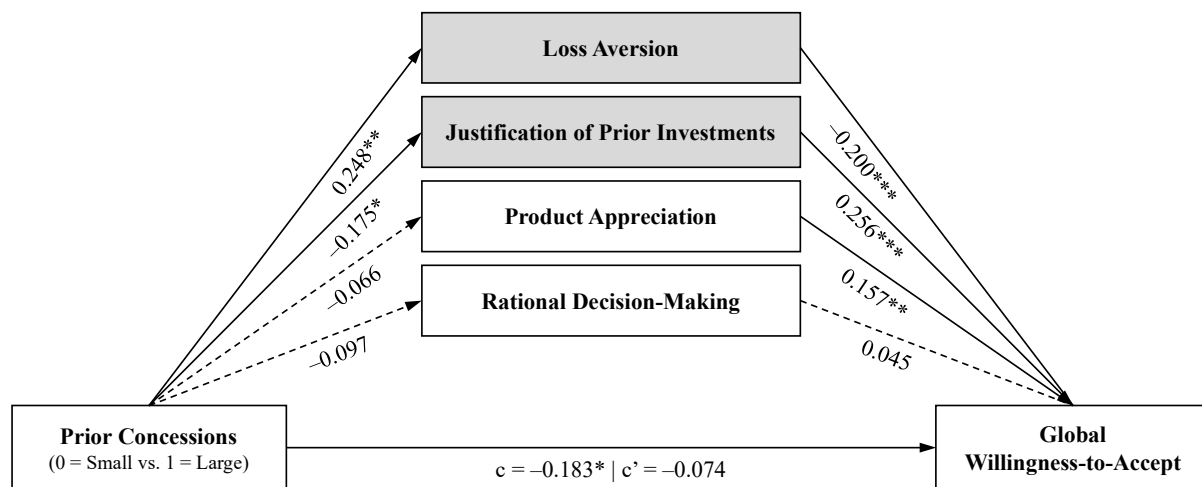 Loss Aversion
Justification of Prior Investments
Product Appreciation
Rational Decision-Making
0.248**
–0.175*
–0.066
–0.097
–0.200***
0.256***
0.157**
0.045
Prior Concessions
(0 = Small vs. 1 = Large)
c = –0.183* | c’ = –0.074
Global
Willingness-to-Accept